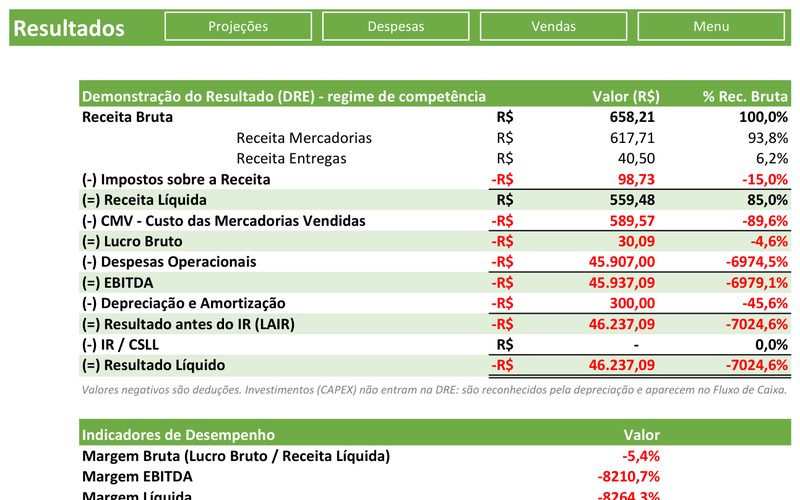 Resultados Projeções Despesas Vendas Menu
Demonstração do Resultado (DRE) - regime de competência Valor (R$) % Rec. Bruta
Receita Bruta R$ 658,21 100,0%
Receita Mercadorias R$ 617,71 93,8%
Receita Entregas R$ 40,50 6,2%
(-) Impostos sobre a Receita -R$ 98,73 -15,0%
(=) Receita Líquida R$ 559,48 85,0%
(-) CMV - Custo das Mercadorias Vendidas -R$ 589,57 -89,6%
(=) Lucro Bruto -R$ 30,09 -4,6%
(-) Despesas Operacionais -R$ 45.907,00 -6974,5%
(=) EBITDA -R$ 45.937,09 -6979,1%
(-) Depreciação e Amortização -R$ 300,00 -45,6%
(=) Resultado antes do IR (LAIR) -R$ 46.237,09 -7024,6%
(-) IR / CSLL R$ - 0,0%
(=) Resultado Líquido -R$ 46.237,09 -7024,6%
Valores negativos são deduções. Investimentos (CAPEX) não entram na DRE: são reconhecidos pela depreciação e aparecem no Fluxo de Caixa.
Indicadores de Desempenho Valor
Margem Bruta (Lucro Bruto / Receita Líquida) -5,4%
Margem EBITDA -8210,7%
Margem Líquida -8264,3%